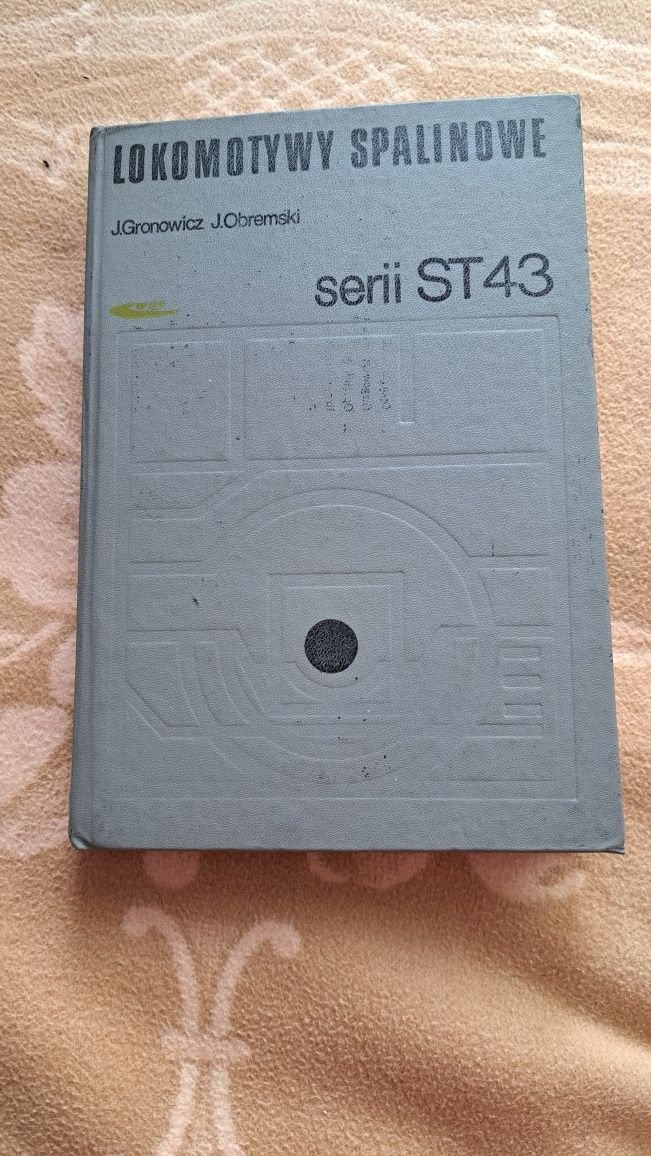 LOKOMOTYWY SPALINOWE
J.Gronowicz J.Obremski
serii ST43